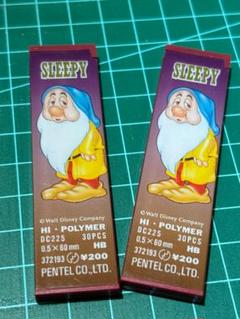 SLEEPY
© Walt Disney Company
HI・POLYMER
DC225 30PCS
0.5×60mm HB
372193 ¥200
PENTEL CO.,LTD.
SLEEPY
© Walt Disney Company
HI・POLYMER
DC225 30PCS
0.5×60mm HB
372193 ¥200
PENTEL CO.,LTD.